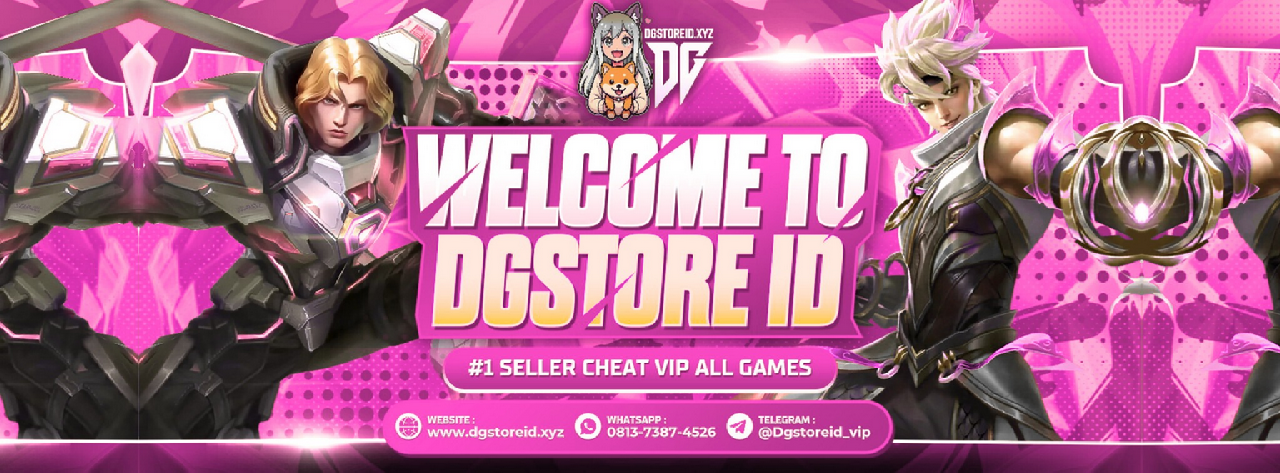 DGSTOREID.XYZ
DG
WELCOME TO
DGSTORE ID
#1 SELLER CHEAT VIP ALL GAMES
WEBSITE :
www.dgstoreid.xyz
WHATSAPP :
0813-7387-4526
TELEGRAM :
@Dgstoreid_vip